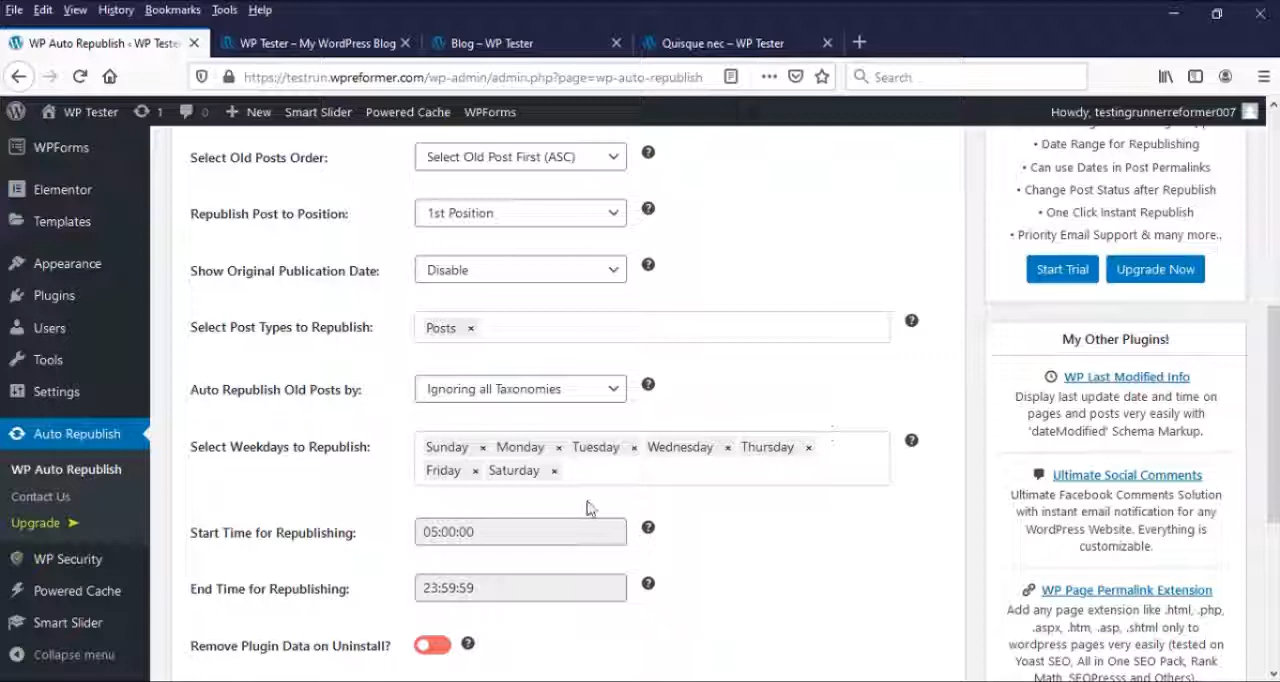 File Edit View History Bookmarks Tools Help
WP Auto Republish ‹ WP Teste ×
WP Tester – My WordPress Blog ×
Blog – WP Tester ×
Quisque nec – WP Tester ×
https://testrun.wpreformer.com/wp-admin/admin.php?page=wp-auto-republish
Search
WP Tester 1 0 New Smart Slider Powered Cache WPForms
Howdy, testingrunnerreformer007
WPForms
Elementor
Templates
Appearance
Plugins
Users
Tools
Settings
Auto Republish
WP Auto Republish
Contact Us
Upgrade ➤
WP Security
Powered Cache
Smart Slider
Collapse menu
Select Old Posts Order: Select Old Post First (ASC)
Republish Post to Position: 1st Position
Show Original Publication Date: Disable
Select Post Types to Republish: Posts ×
Auto Republish Old Posts by: Ignoring all Taxonomies
Select Weekdays to Republish: Sunday × Monday × Tuesday × Wednesday × Thursday ×
Friday × Saturday ×
Start Time for Republishing: 05:00:00
End Time for Republishing: 23:59:59
Remove Plugin Data on Uninstall?
• Date Range for Republishing
• Can use Dates in Post Permalinks
• Change Post Status after Republish
• One Click Instant Republish
• Priority Email Support & many more..
Start Trial Upgrade Now
My Other Plugins!
WP Last Modified Info
Display last update date and time on
pages and posts very easily with
'dateModified' Schema Markup.
Ultimate Social Comments
Ultimate Facebook Comments Solution
with instant email notification for any
WordPress Website. Everything is
customizable.
WP Page Permalink Extension
Add any page extension like .html, .php,
.aspx, .htm, .asp, .shtml only to
wordpress pages very easily (tested on
Yoast SEO, All in One SEO Pack, Rank
Math, SEOPresss and Others).